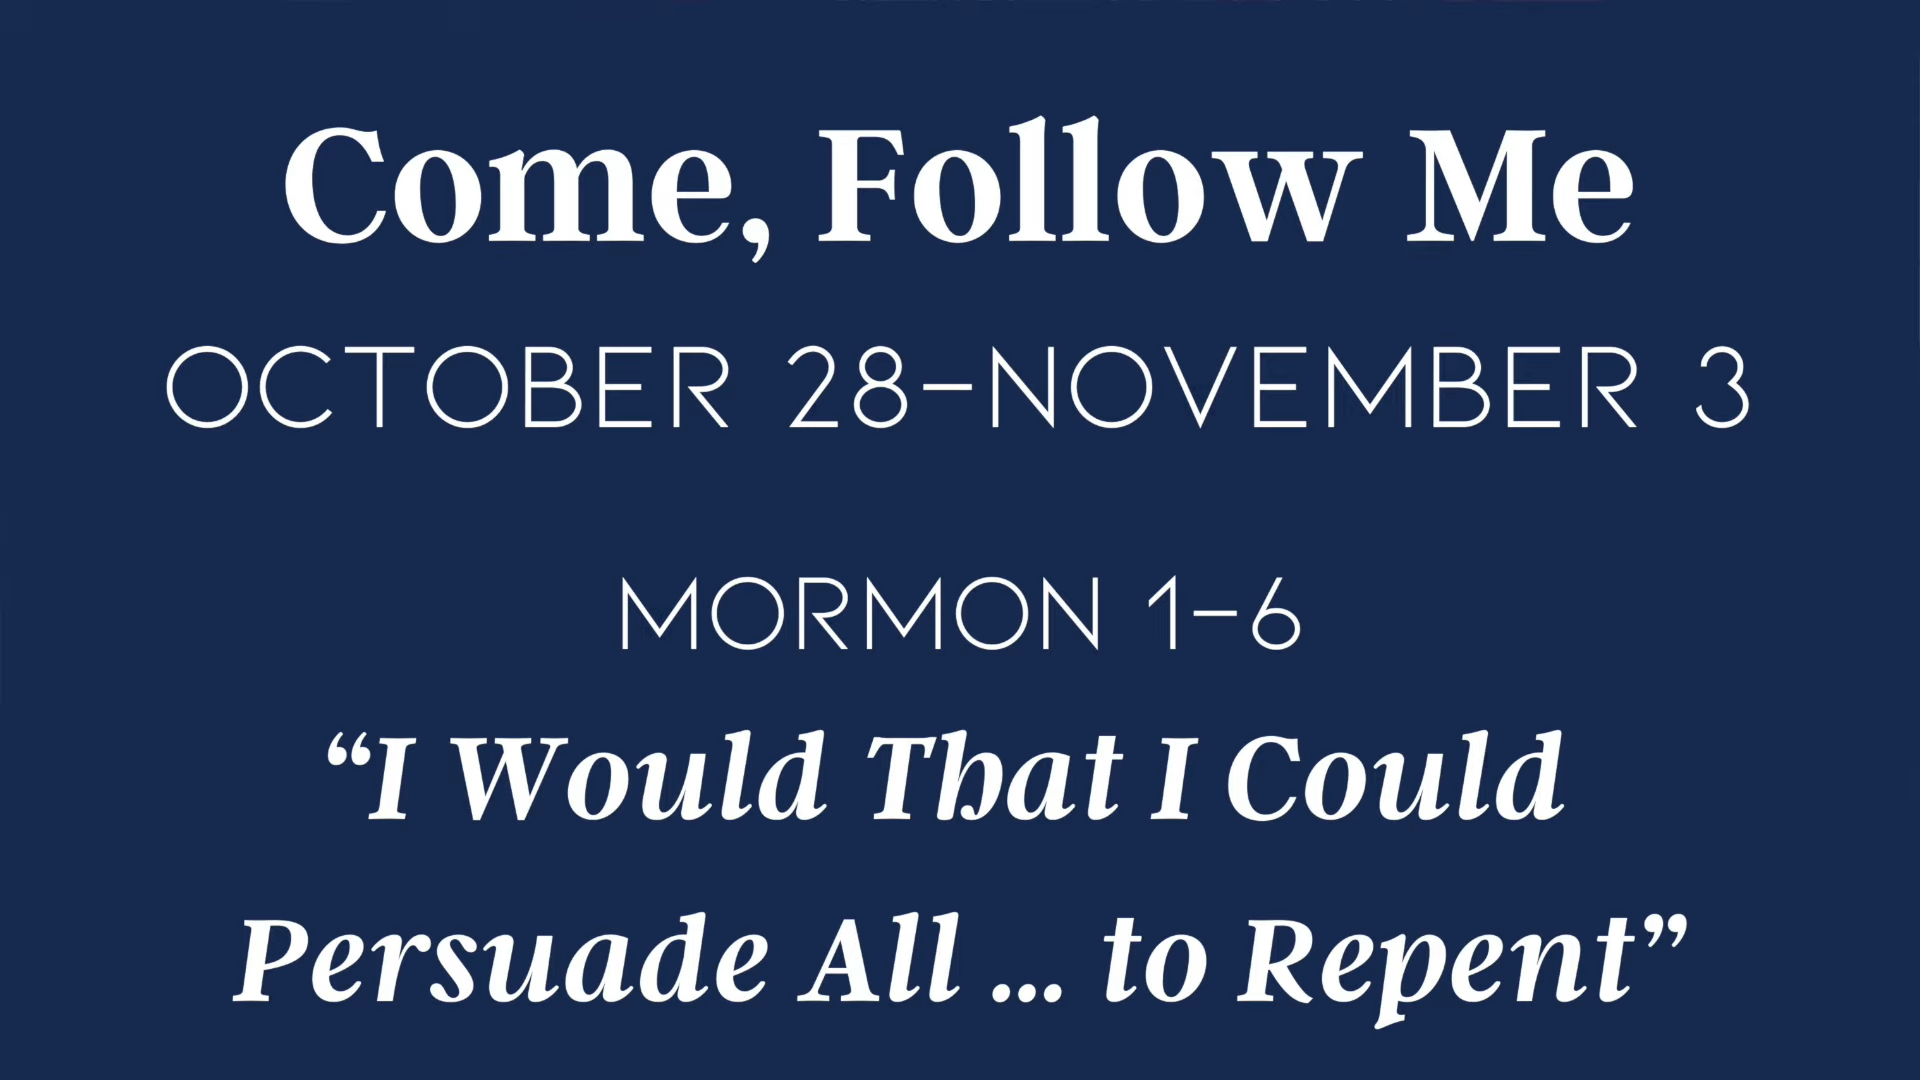 Come, Follow Me
OCTOBER 28–NOVEMBER 3
MORMON 1–6
“I Would That I Could
Persuade All ... to Repent”